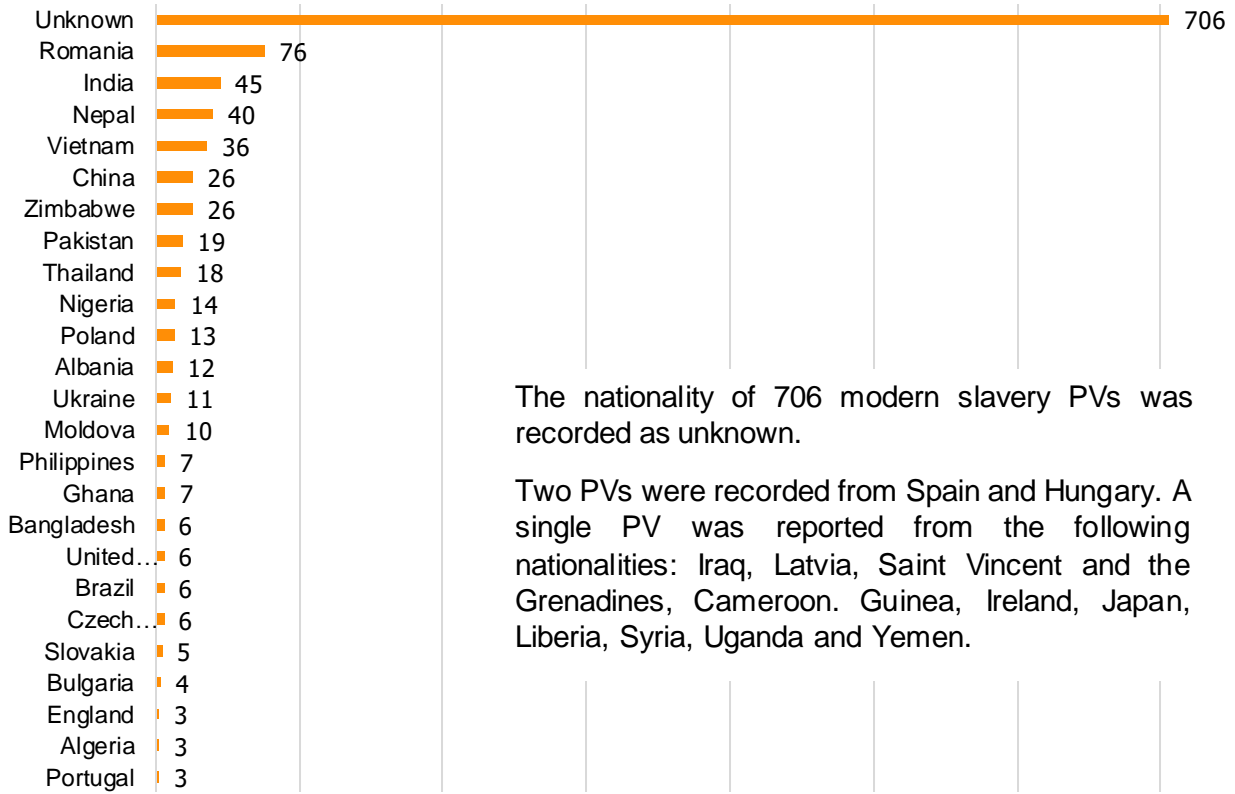 Unknown 706
Romania 76
India 45
Nepal 40
Vietnam 36
China 26
Zimbabwe 26
Pakistan 19
Thailand 18
Nigeria 14
Poland 13
Albania 12
Ukraine 11
Moldova 10
Philippines 7
Ghana 7
Bangladesh 6
United… 6
Brazil 6
Czech… 6
Slovakia 5
Bulgaria 4
England 3
Algeria 3
Portugal 3
The nationality of 706 modern slavery PVs was
recorded as unknown.
Two PVs were recorded from Spain and Hungary. A
single PV was reported from the following
nationalities: Iraq, Latvia, Saint Vincent and the
Grenadines, Cameroon. Guinea, Ireland, Japan,
Liberia, Syria, Uganda and Yemen.